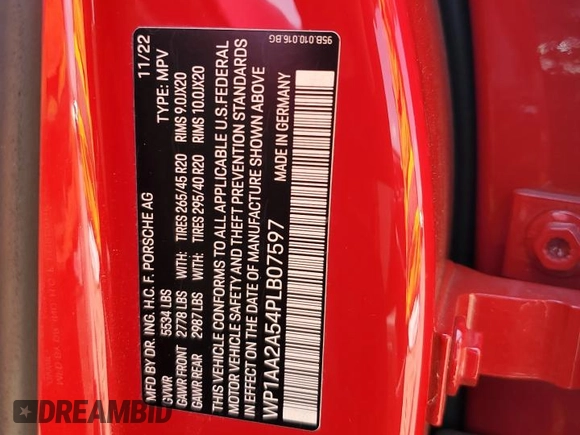 95B.010.016.BG
MFD BY DR. ING. H.C. F. PORSCHE AG 11/22
GVWR 5534 LBS TYPE: MPV
GAWR FRONT 2778 LBS WITH: TIRES 265/45 R20 RIMS 9.0JX20
GAWR REAR 2987 LBS WITH: TIRES 295/40 R20 RIMS 10.0JX20
THIS VEHICLE CONFORMS TO ALL APPLICABLE U.S.FEDERAL
MOTOR VEHICLE SAFETY AND THEFT PREVENTION STANDARDS
IN EFFECT ON THE DATE OF MANUFACTURE SHOWN ABOVE
WP1AA2A54PLB07597 MADE IN GERMANY
DREAMBID